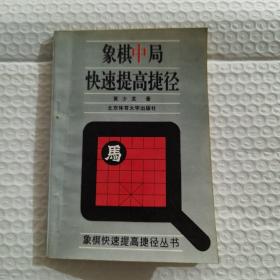 象棋中局
快速提高捷径
黄少龙 著
北京体育大学出版社
馬
象棋快速提高捷径丛书